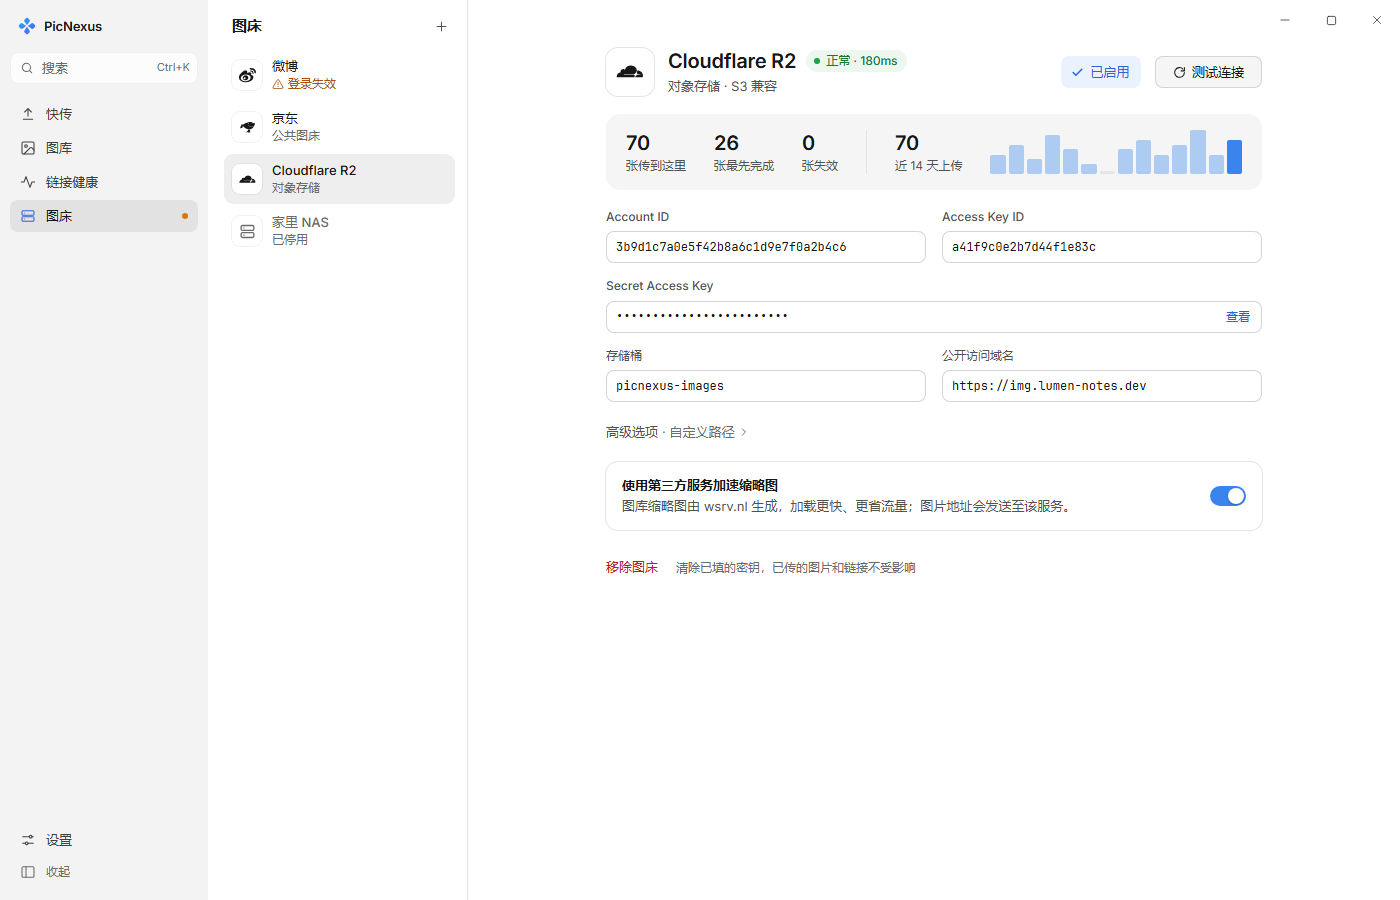 PicNexus
搜索 Ctrl+K
快传
图库
链接健康
图床
设置
收起
图床
微博
登录失效
京东
公共图床
Cloudflare R2
对象存储
家里 NAS
已停用
Cloudflare R2 正常 · 180ms
对象存储 · S3 兼容
已启用 测试连接
70 26 0 70
张传到这里 张最先完成 张失效 近 14 天上传
Account ID Access Key ID
3b9d1c7a0e5f42b8a6c1d9e7f0a2b4c6 a41f9c0e2b7d44f1e83c
Secret Access Key
•••••••••••••••••••••••• 查看
存储桶 公开访问域名
picnexus-images https://img.lumen-notes.dev
高级选项 · 自定义路径
使用第三方服务加速缩略图
图库缩略图由 wsrv.nl 生成，加载更快、更省流量；图片地址会发送至该服务。
移除图床 清除已填的密钥，已传的图片和链接不受影响